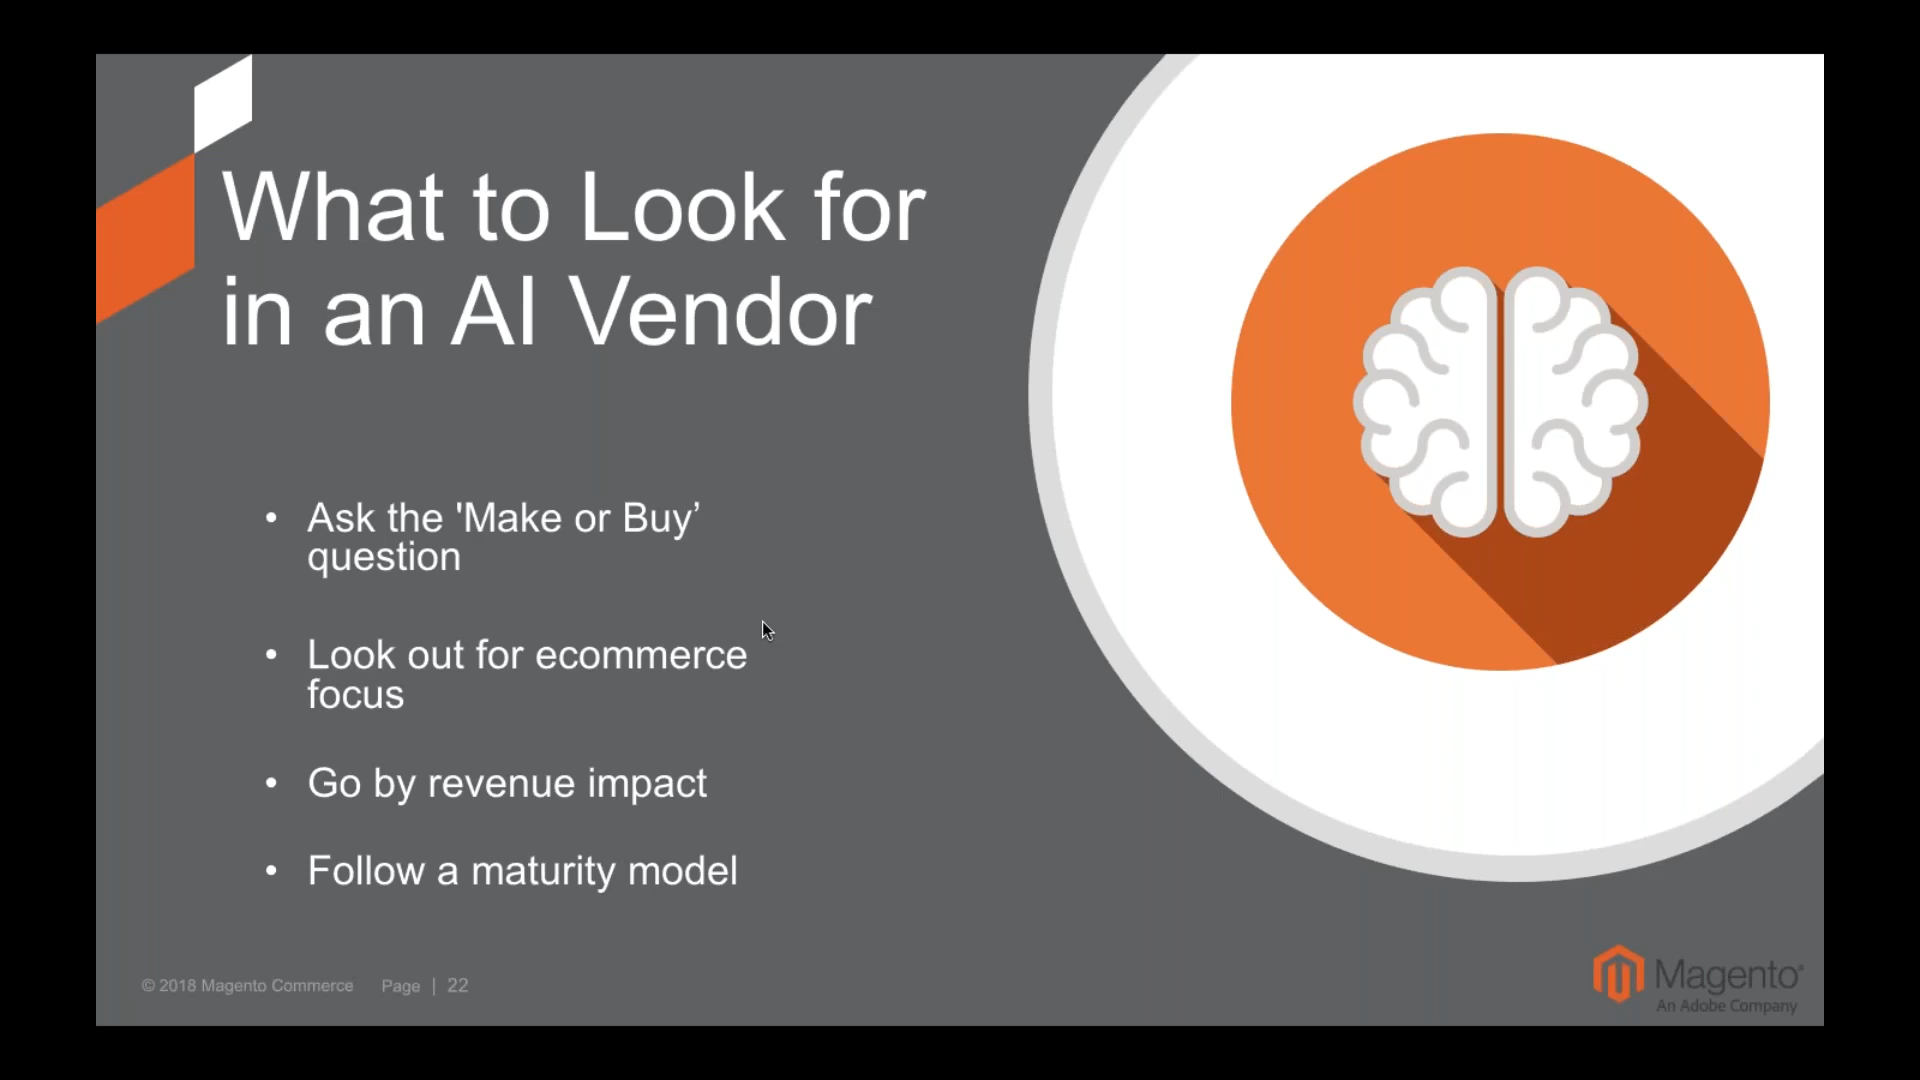 What to Look for
in an AI Vendor
• Ask the 'Make or Buy’
question
• Look out for ecommerce
focus
• Go by revenue impact
• Follow a maturity model
© 2018 Magento Commerce Page | 22
Magento®
An Adobe Company